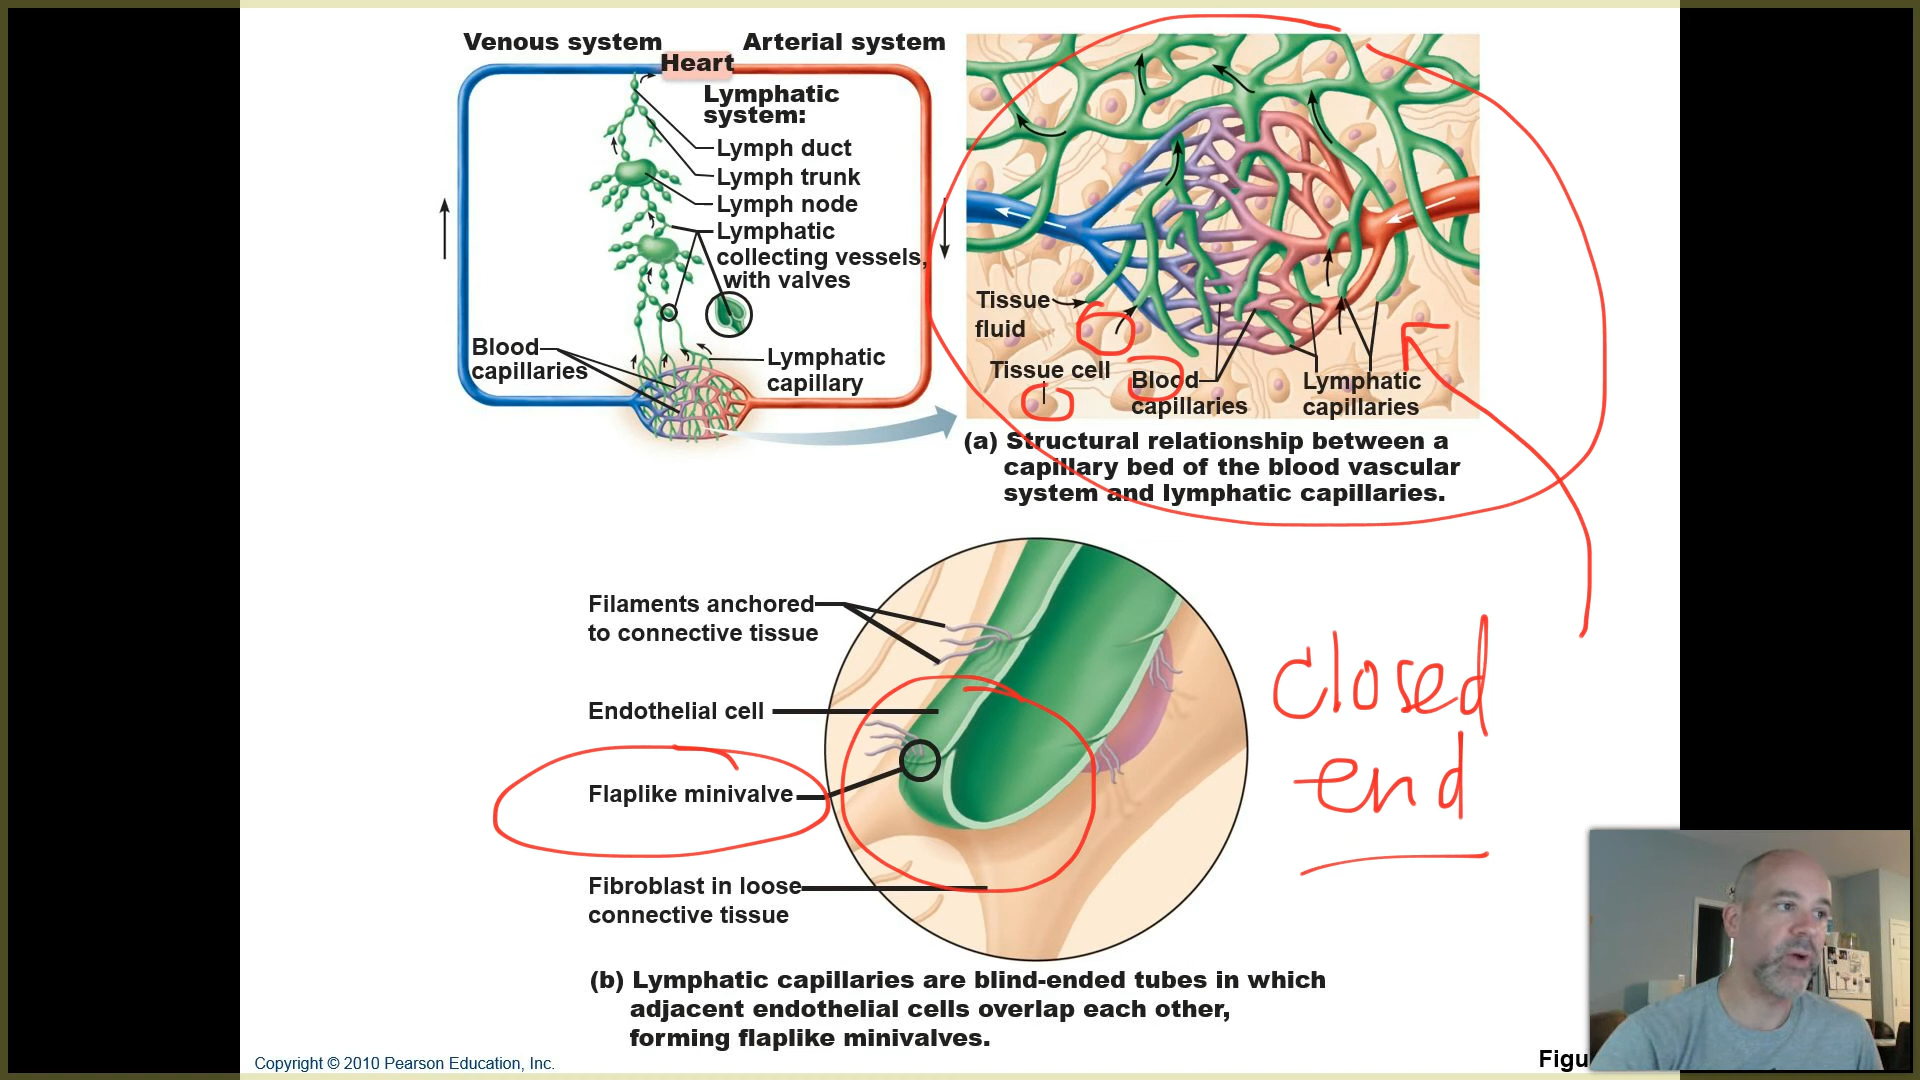 Venous system
Arterial system
Heart
Lymphatic
system:
Lymph duct
Lymph trunk
Lymph node
Lymphatic
collecting vessels,
with valves
Blood
capillaries
Lymphatic
capillary
Tissue
fluid
Tissue cell
Blood
capillaries
Lymphatic
capillaries
(a) Structural relationship between a
capillary bed of the blood vascular
system and lymphatic capillaries.
Filaments anchored
to connective tissue
Endothelial cell
Flaplike minivalve
Fibroblast in loose
connective tissue
closed
end
(b) Lymphatic capillaries are blind-ended tubes in which
adjacent endothelial cells overlap each other,
forming flaplike minivalves.
Copyright © 2010 Pearson Education, Inc.